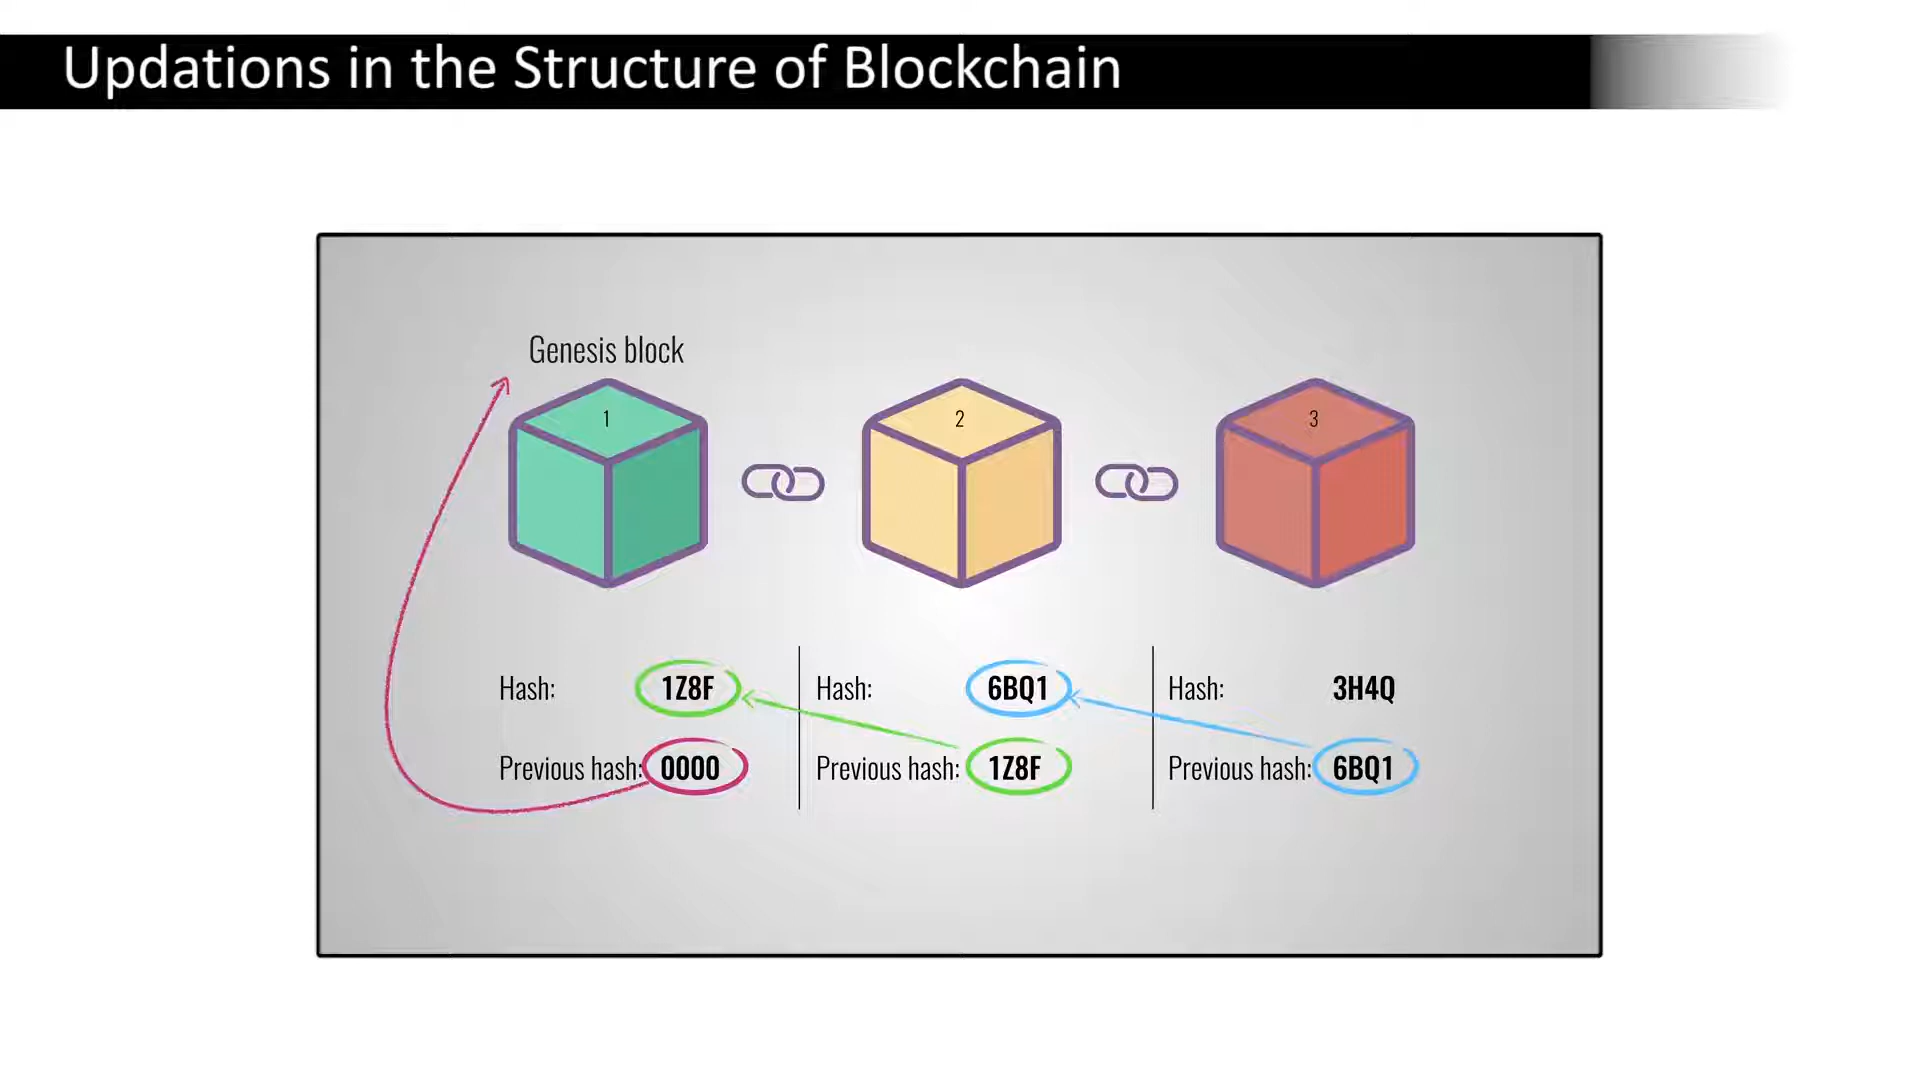 Updations in the Structure of Blockchain
Genesis block
1
2
3
Hash: 1Z8F
Previous hash: 0000
Hash: 6BQ1
Previous hash: 1Z8F
Hash: 3H4Q
Previous hash: 6BQ1